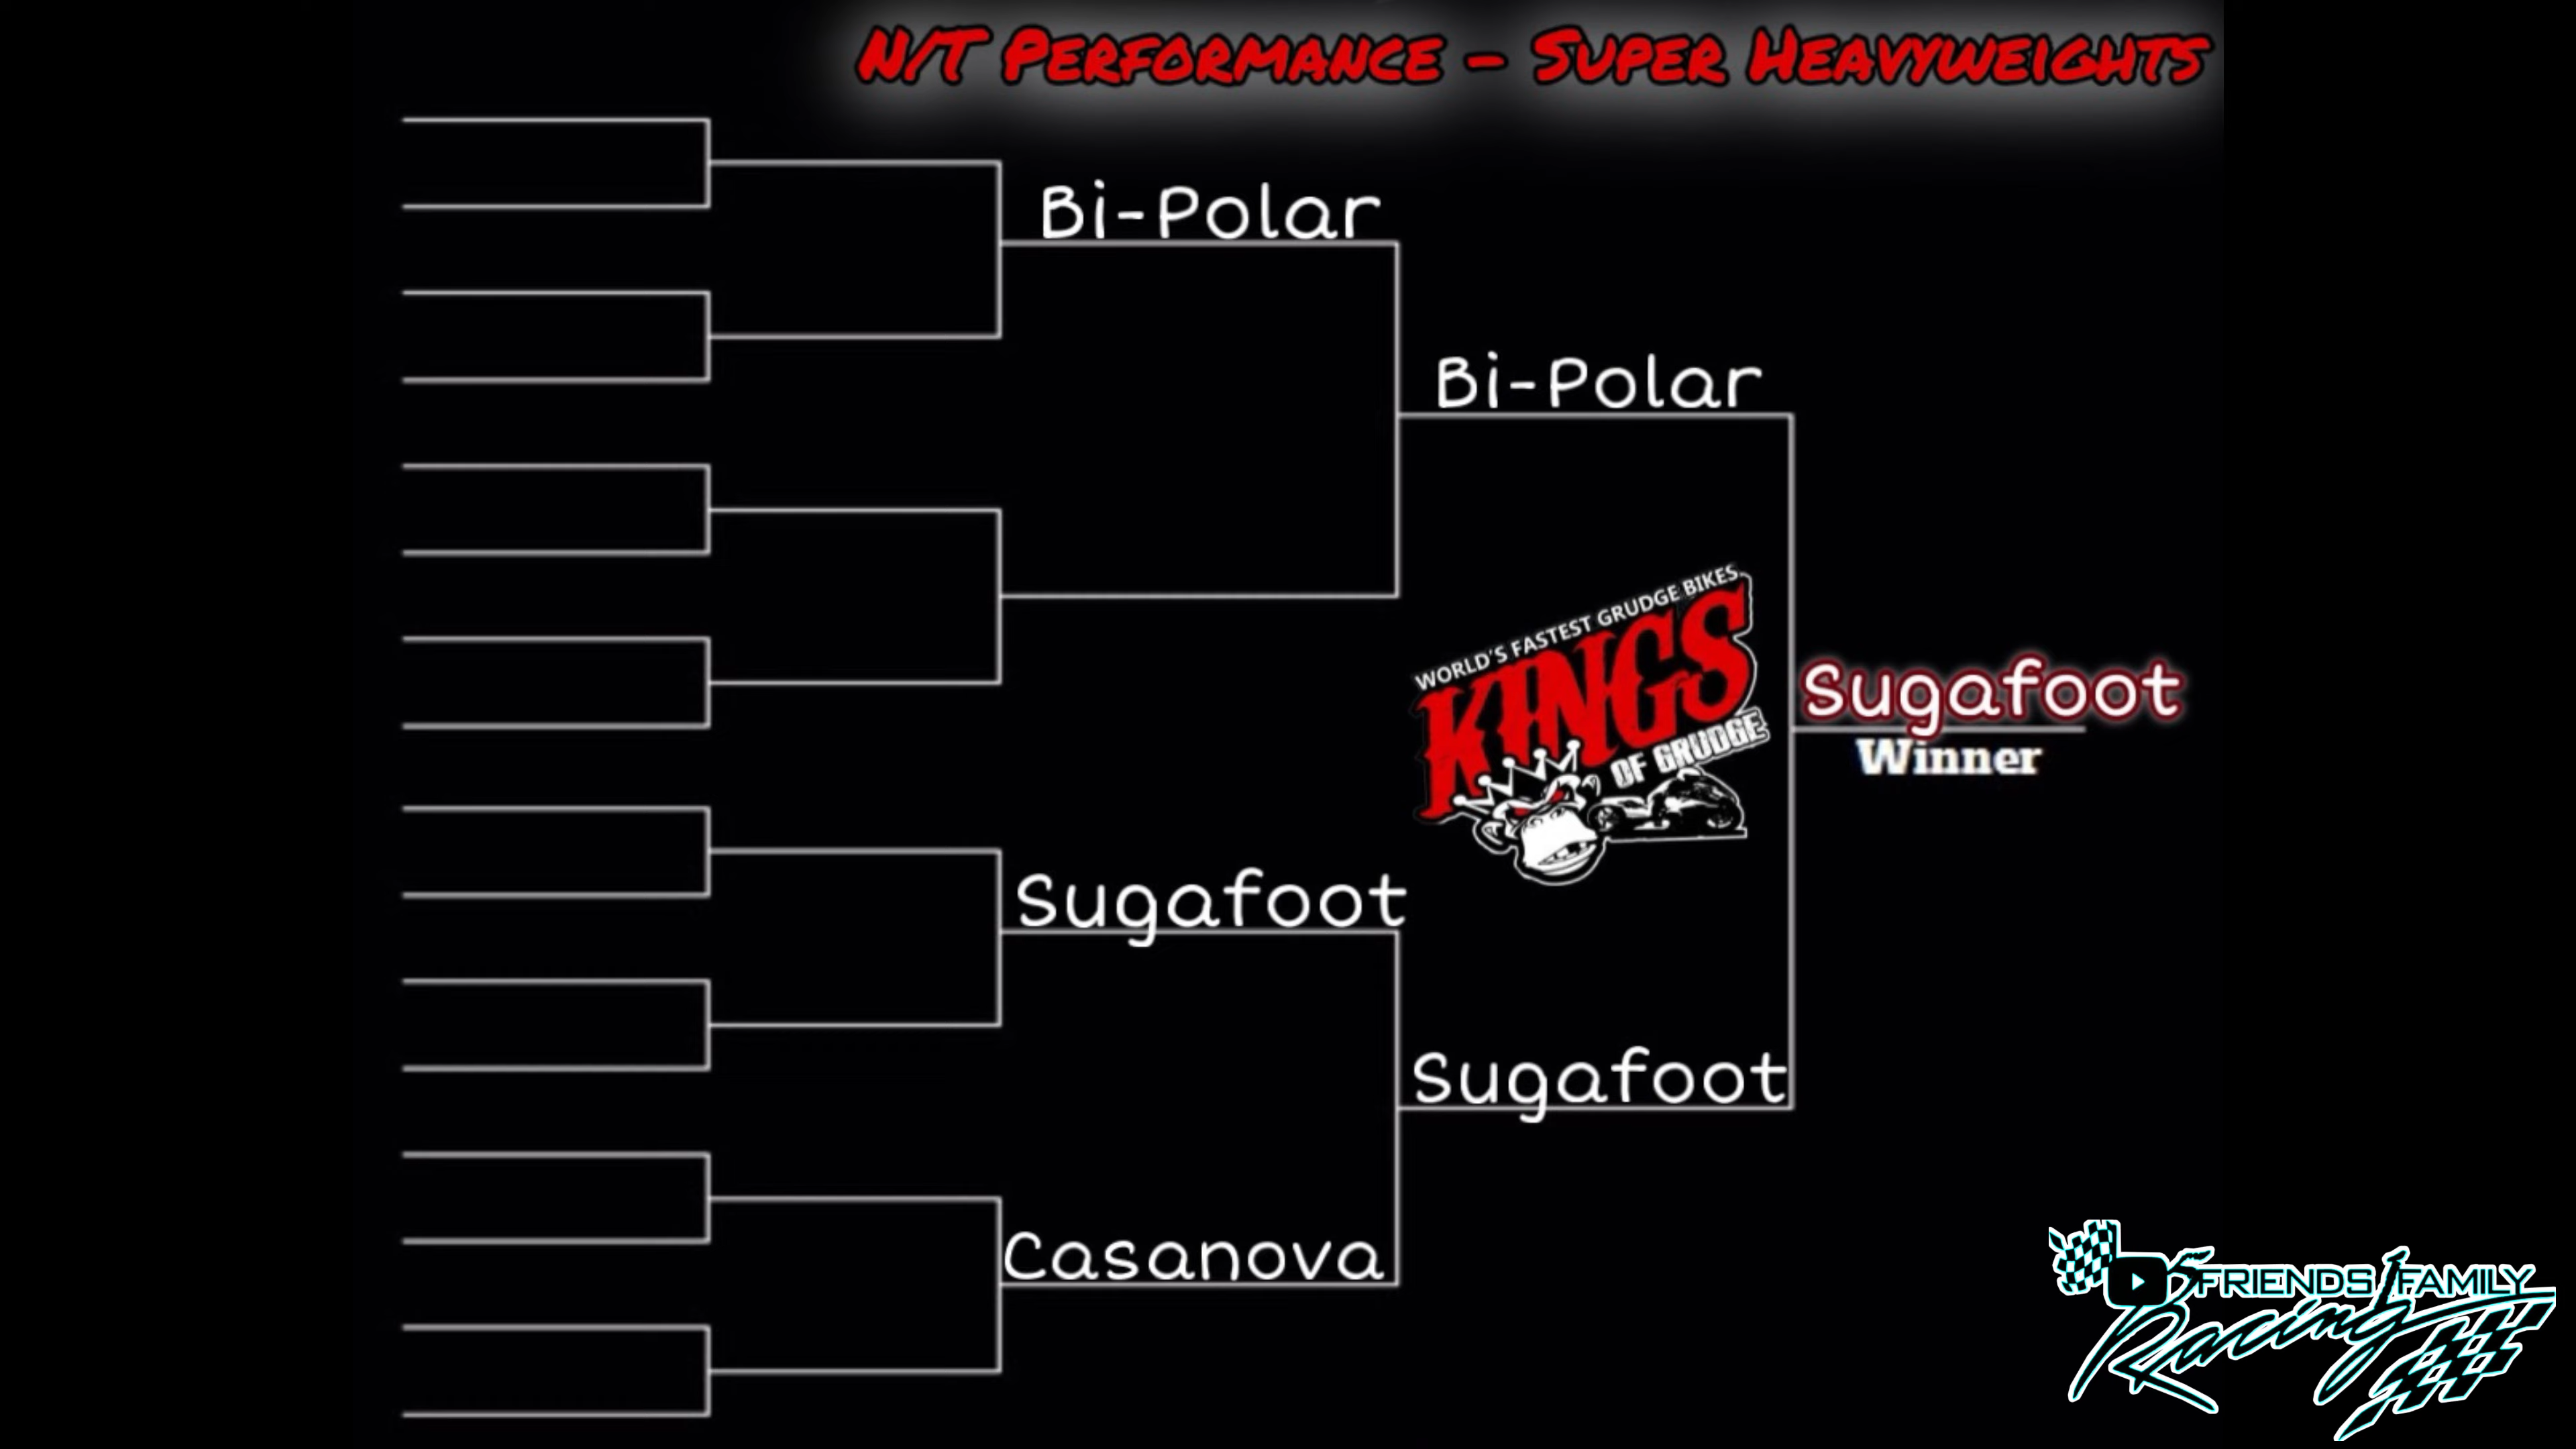 N/T Performance - Super Heavyweights
Bi-Polar
Bi-Polar
WORLD'S FASTEST GRUDGE BIKES
KINGS
OF GRUDGE
Sugafoot
Winner
Sugafoot
Sugafoot
Casanova
FRIENDS FAMILY
Racing